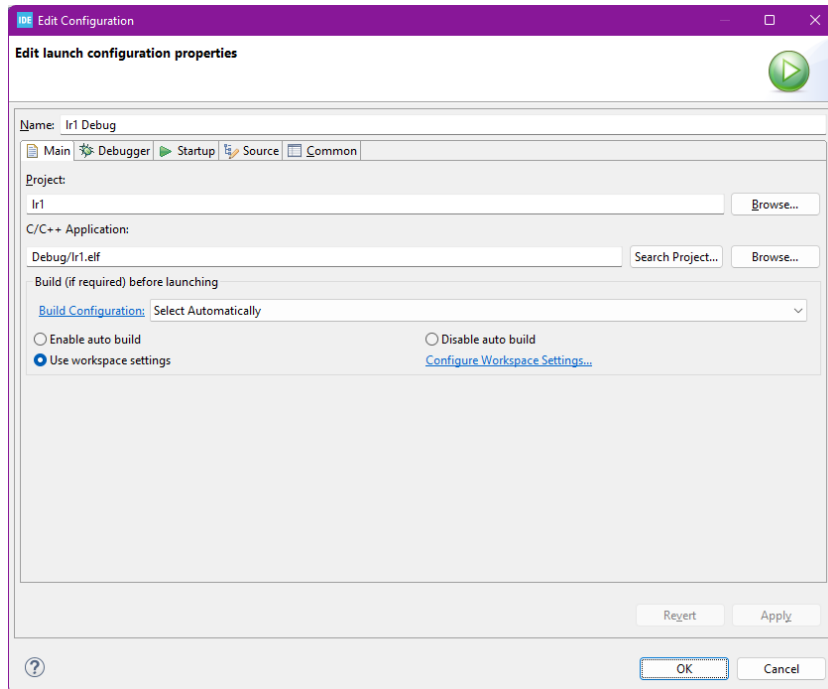 IDE Edit Configuration
Edit launch configuration properties
Name: lr1 Debug
Main Debugger Startup Source Common
Project:
lr1 Browse...
C/C++ Application:
Debug/lr1.elf Search Project... Browse...
Build (if required) before launching
Build Configuration: Select Automatically
Enable auto build Disable auto build
Use workspace settings Configure Workspace Settings...
Revert Apply
? OK Cancel